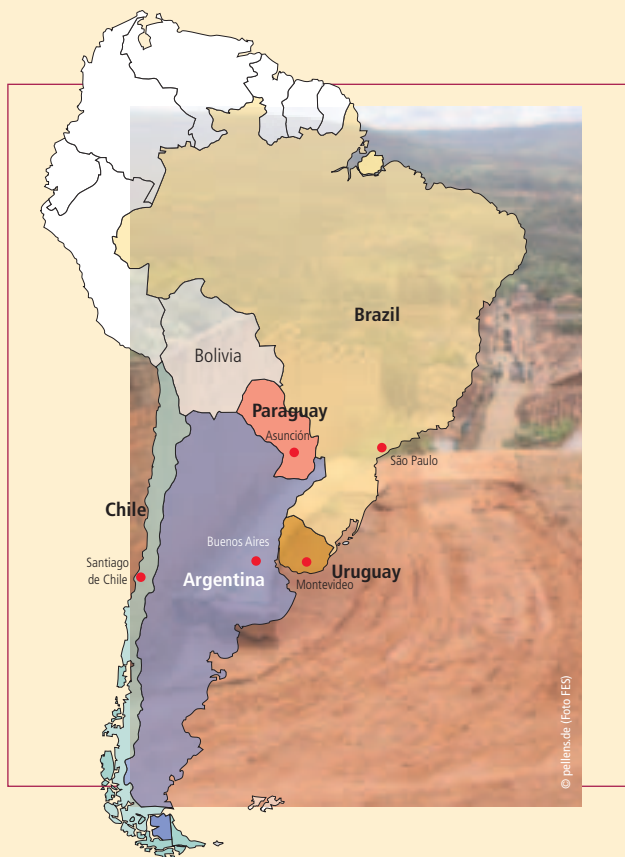 Brazil
Bolivia
Paraguay
Asunción
São Paulo
Chile
Buenos Aires
Santiago
de Chile
Argentina
Uruguay
Montevideo
© pellens.de (Foto FES)